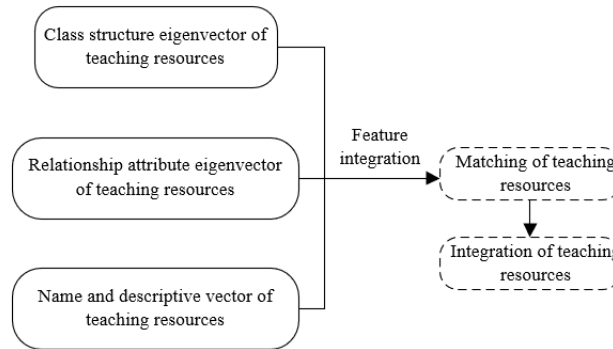 Class structure eigenvector of
teaching resources
Relationship attribute eigenvector
of teaching resources
Name and descriptive vector of
teaching resources
Feature
integration
Matching of teaching
resources
Integration of teaching
resources